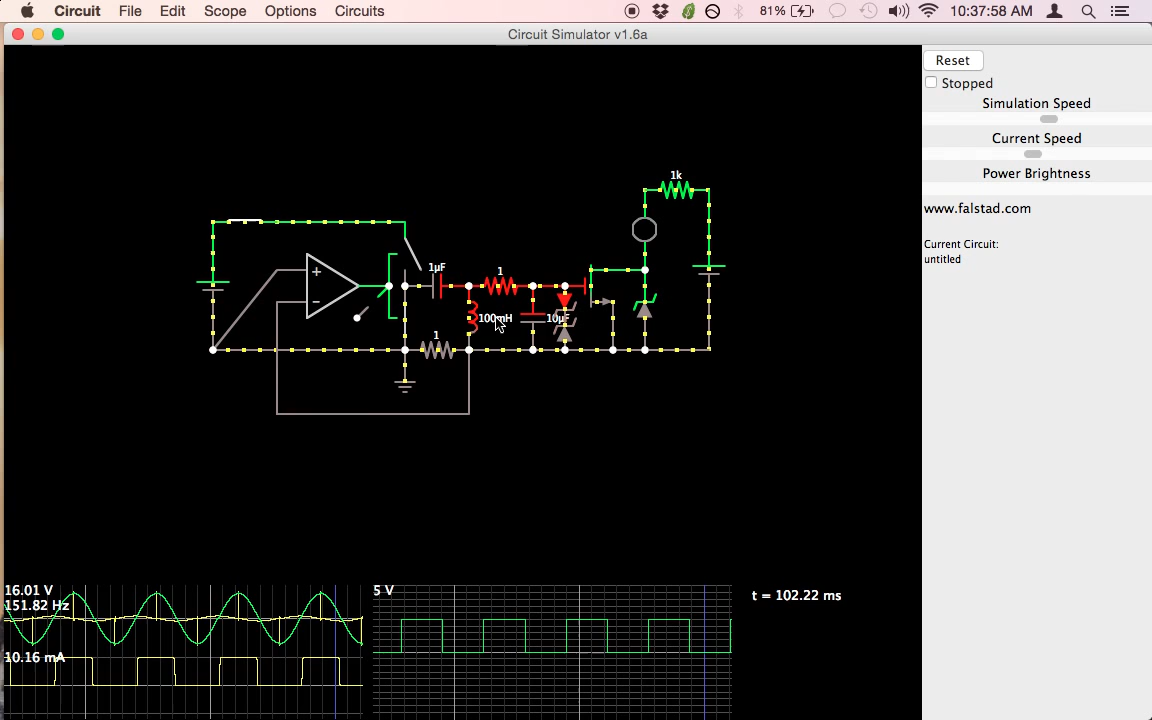 Circuit File Edit Scope Options Circuits 81% 10:37:58 AM
Circuit Simulator v1.6a
Reset
Stopped
Simulation Speed
Current Speed
Power Brightness
www.falstad.com
Current Circuit:
untitled
1k
+
1µF
1
−
100mH
10µF
1
16.01 V
151.82 Hz
10.16 mA
5 V
t = 102.22 ms